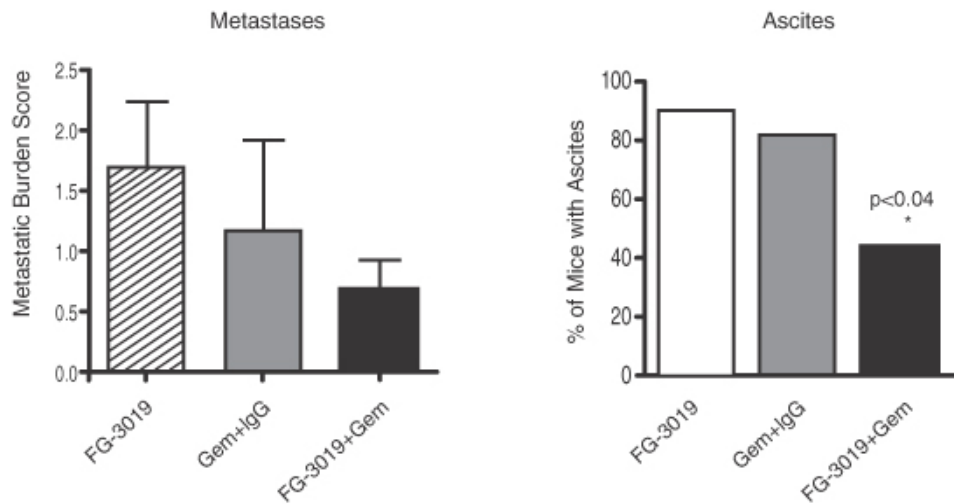 Metastases
Metastatic Burden Score
2.5
2.0
1.5
1.0
0.5
0.0
FG-3019
Gem+IgG
FG-3019+Gem
Ascites
% of Mice with Ascites
100
80
60
40
20
0
p<0.04
*
FG-3019
Gem+IgG
FG-3019+Gem